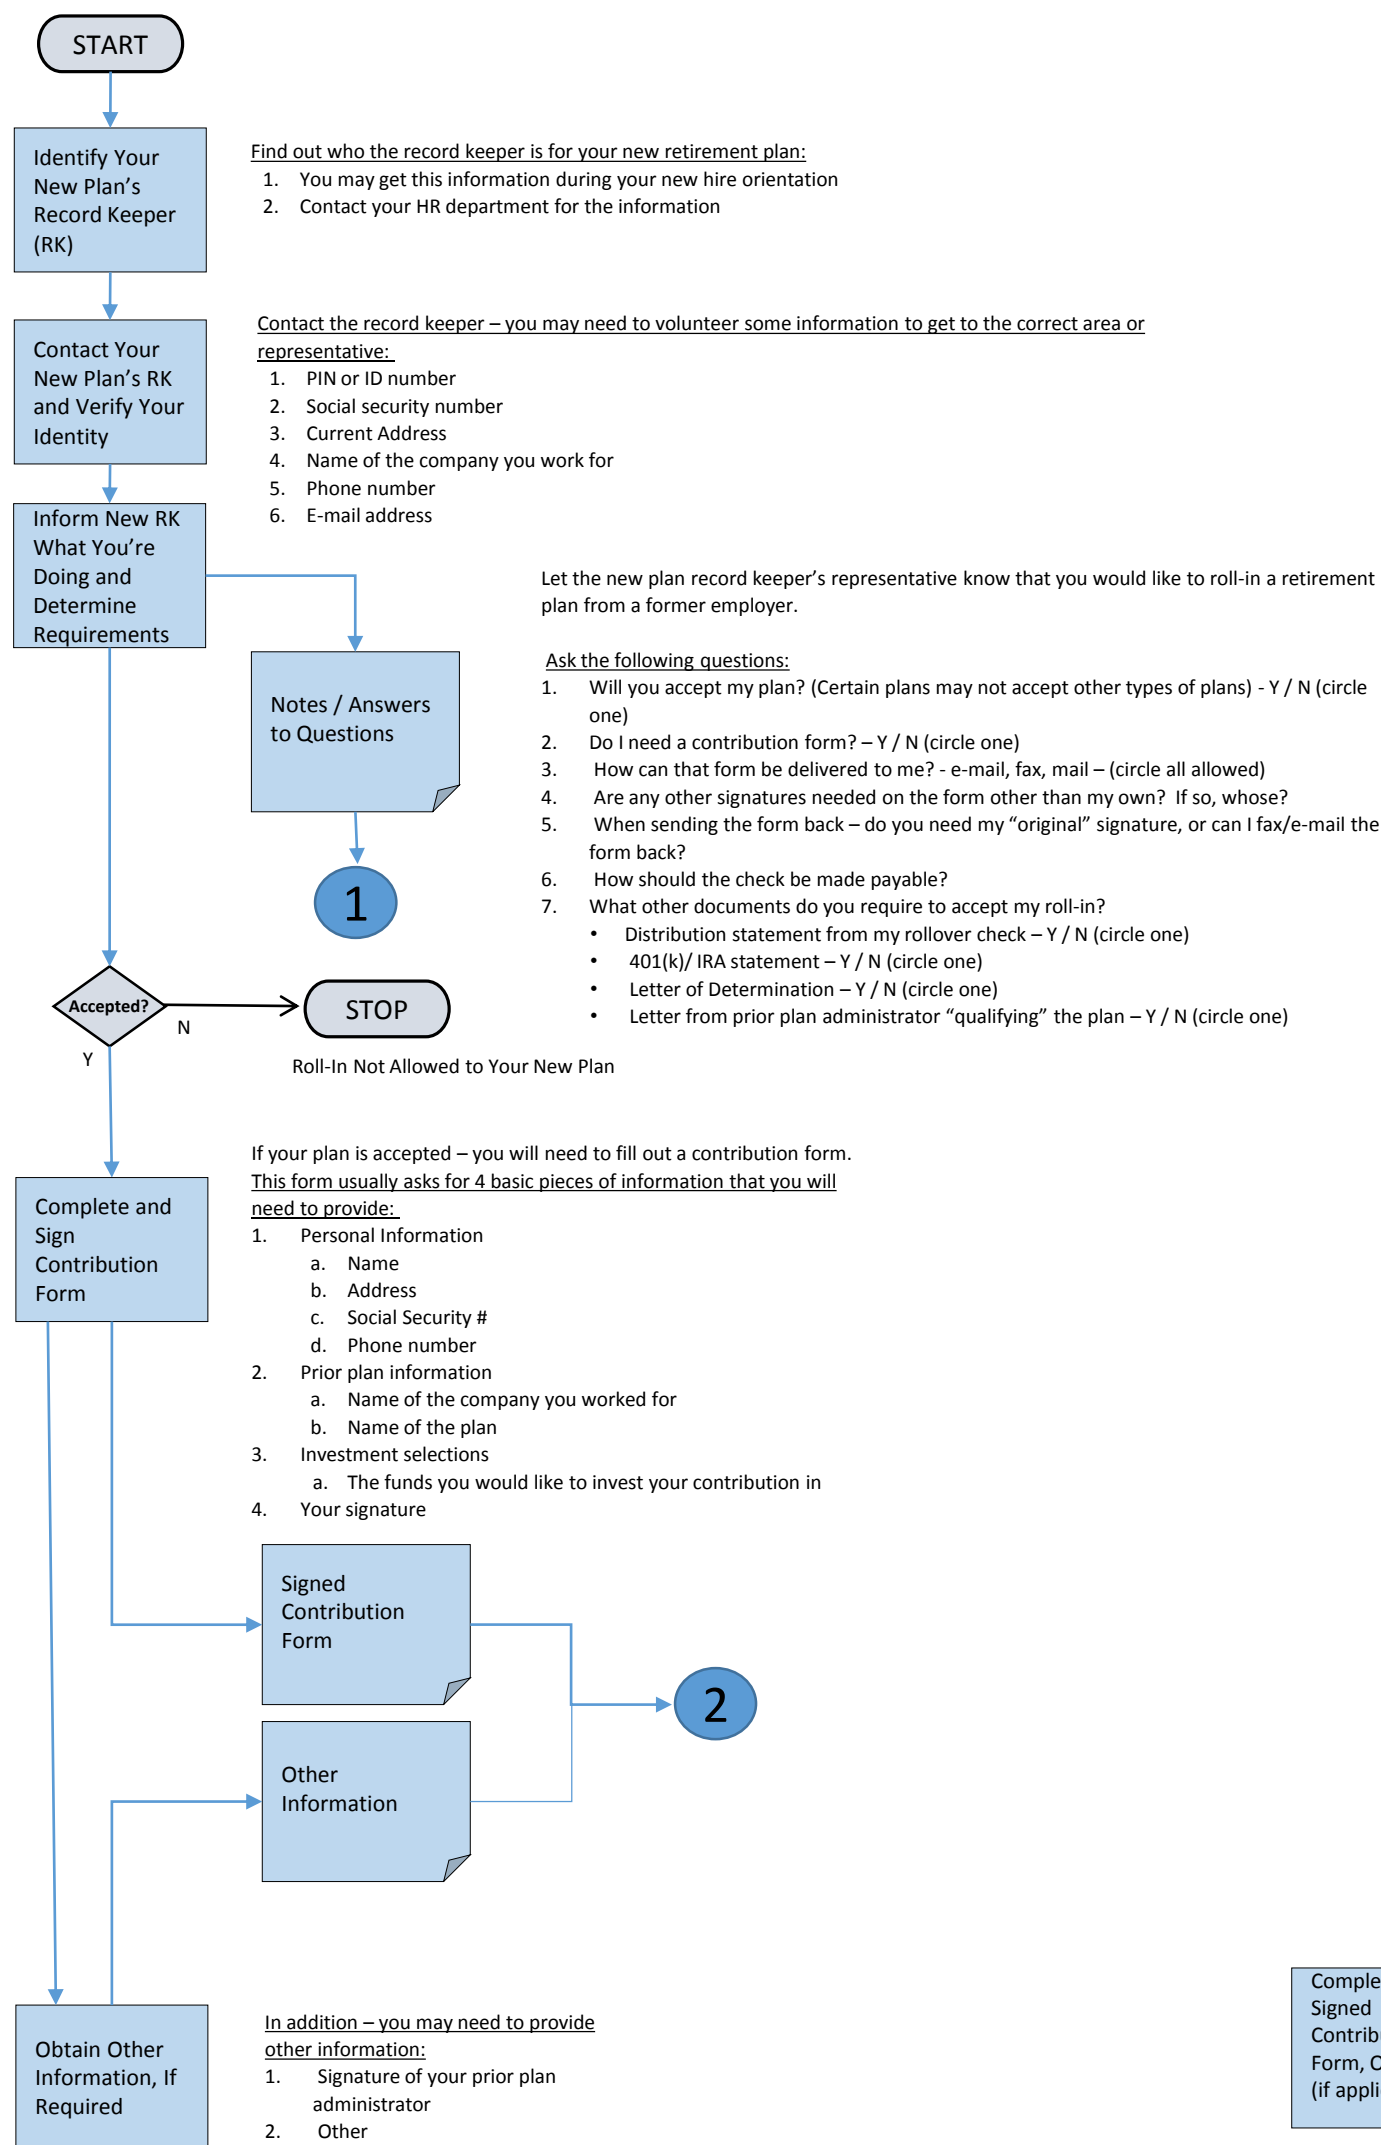 START
Identify Your
New Plan's
Record Keeper
(RK)
Find out who the record keeper is for your new retirement plan:
1. You may get this information during your new hire orientation
2. Contact your HR department for the information
Contact Your
New Plan's RK
and Verify Your
Identity
Contact the record keeper – you may need to volunteer some information to get to the correct area or
representative:
1. PIN or ID number
2. Social security number
3. Current Address
4. Name of the company you work for
5. Phone number
6. E-mail address
Inform New RK
What You're
Doing and
Determine
Requirements
Let the new plan record keeper's representative know that you would like to roll-in a retirement
plan from a former employer.
Notes / Answers
to Questions
1
Ask the following questions:
1. Will you accept my plan? (Certain plans may not accept other types of plans) - Y / N (circle
one)
2. Do I need a contribution form? – Y / N (circle one)
3. How can that form be delivered to me? - e-mail, fax, mail – (circle all allowed)
4. Are any other signatures needed on the form other than my own? If so, whose?
5. When sending the form back – do you need my “original” signature, or can I fax/e-mail the
form back?
6. How should the check be made payable?
7. What other documents do you require to accept my roll-in?
• Distribution statement from my rollover check – Y / N (circle one)
• 401(k)/ IRA statement – Y / N (circle one)
• Letter of Determination – Y / N (circle one)
• Letter from prior plan administrator “qualifying” the plan – Y / N (circle one)
Accepted?
N
STOP
Y
Roll-In Not Allowed to Your New Plan
Complete and
Sign
Contribution
Form
If your plan is accepted – you will need to fill out a contribution form.
This form usually asks for 4 basic pieces of information that you will
need to provide:
1. Personal Information
a. Name
b. Address
c. Social Security #
d. Phone number
2. Prior plan information
a. Name of the company you worked for
b. Name of the plan
3. Investment selections
a. The funds you would like to invest your contribution in
4. Your signature
Signed
Contribution
Form
2
Other
Information
Obtain Other
Information, If
Required
In addition – you may need to provide
other information:
1. Signature of your prior plan
administrator
2. Other
Signed
Form,
(if